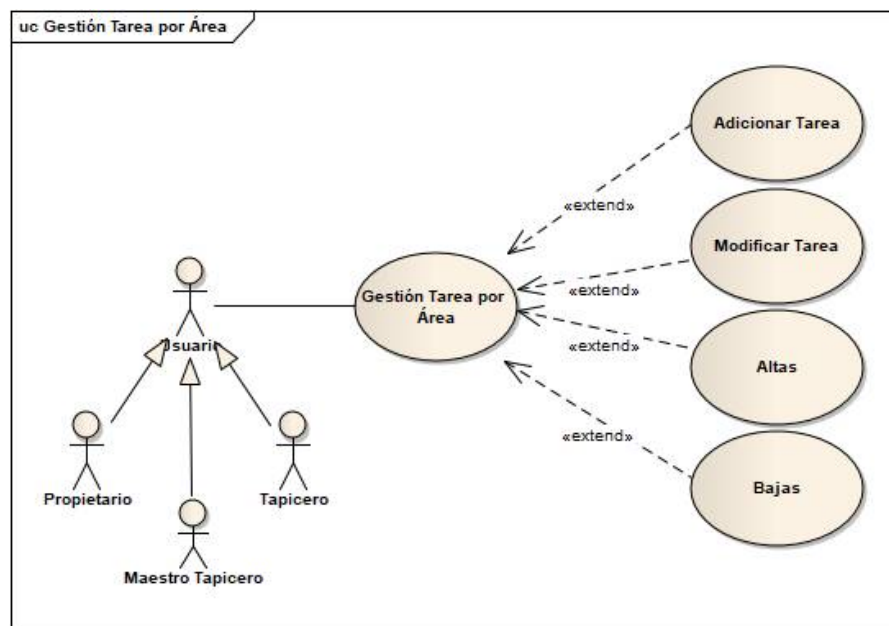 uc Gestión Tarea por Área
Adicionar Tarea
«extend»
Modificar Tarea
«extend»
Gestión Tarea por
Área
Usuario
«extend»
Altas
«extend»
Bajas
Propietario
Tapicero
Maestro Tapicero